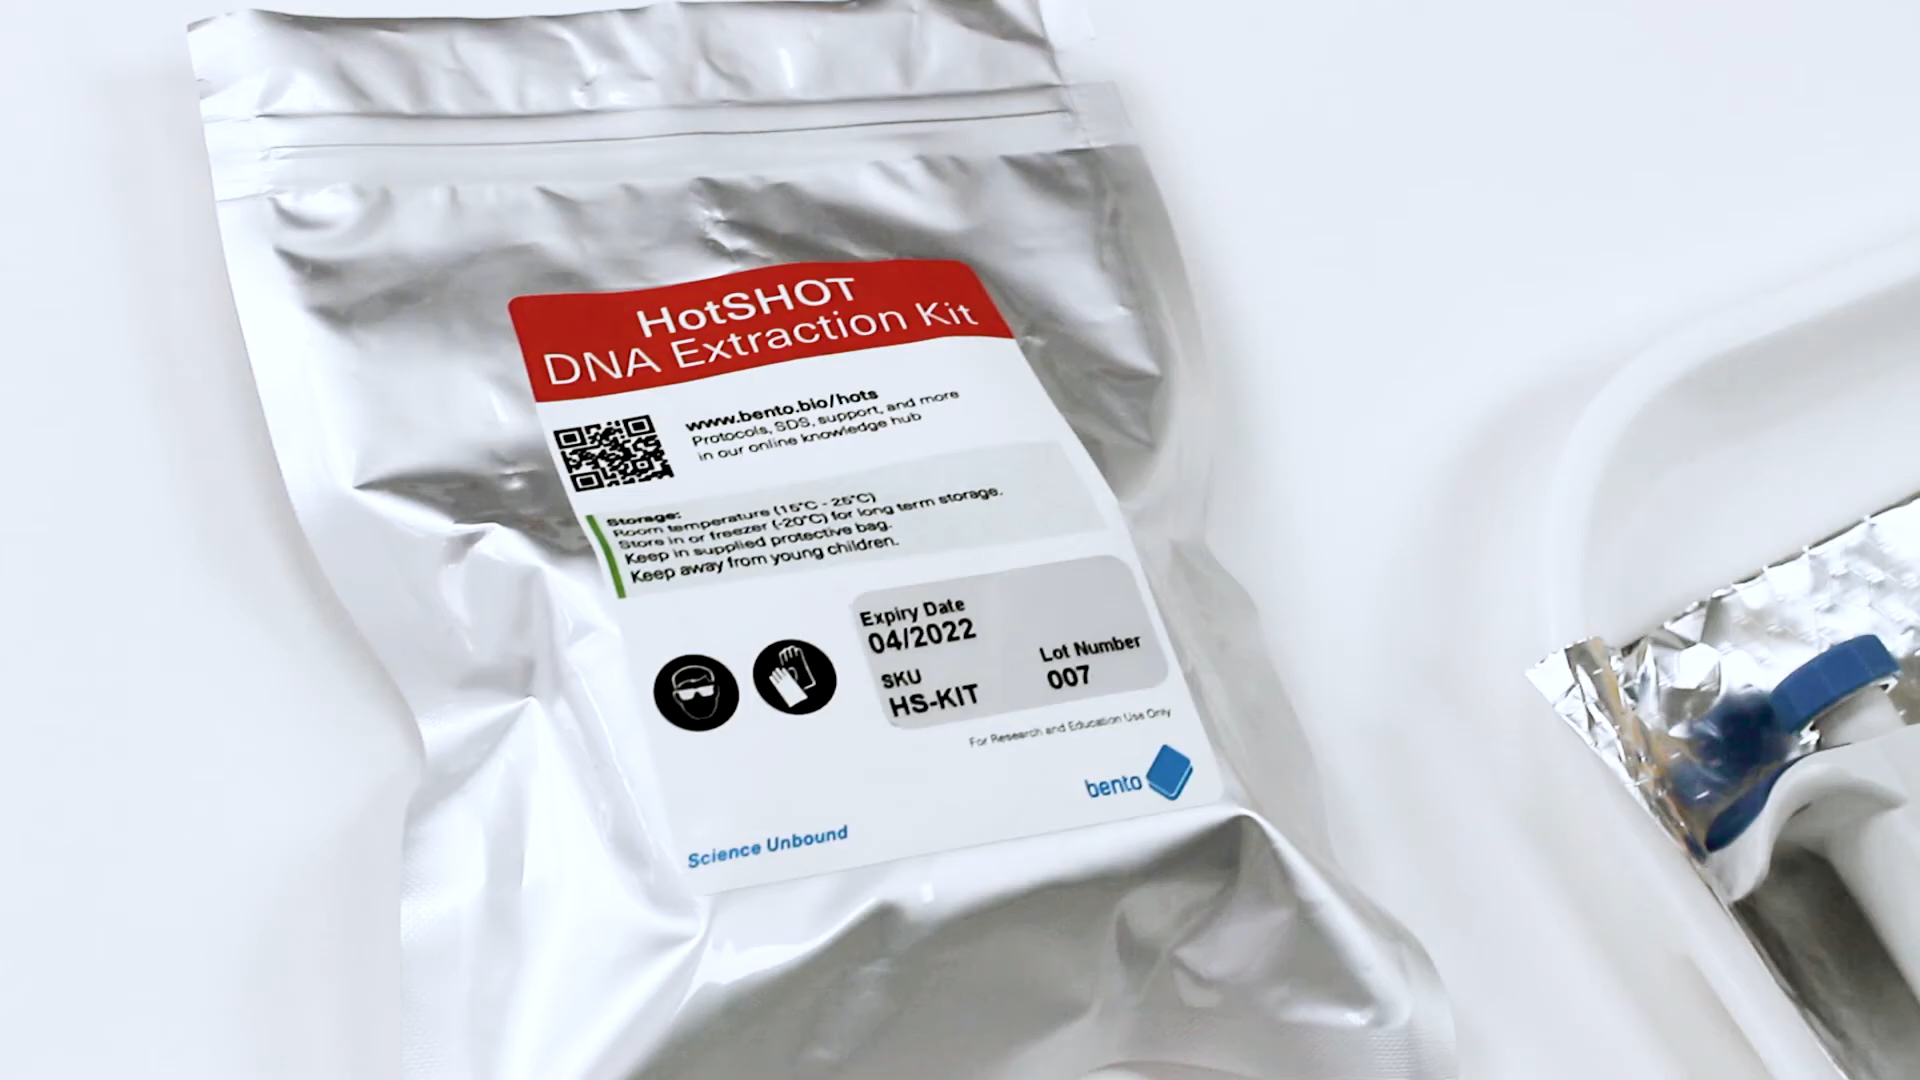 HotSHOT
DNA Extraction Kit
www.bento.bio/hots
Protocols, SDS, support, and more
in our online knowledge hub
Storage:
Room temperature (15°C - 25°C)
Store in or freezer (-20°C) for long term storage.
Keep in supplied protective bag.
Keep away from young children.
Expiry Date
04/2022
SKU
HS-KIT
Lot Number
007
For Research and Education Use Only
bento
Science Unbound